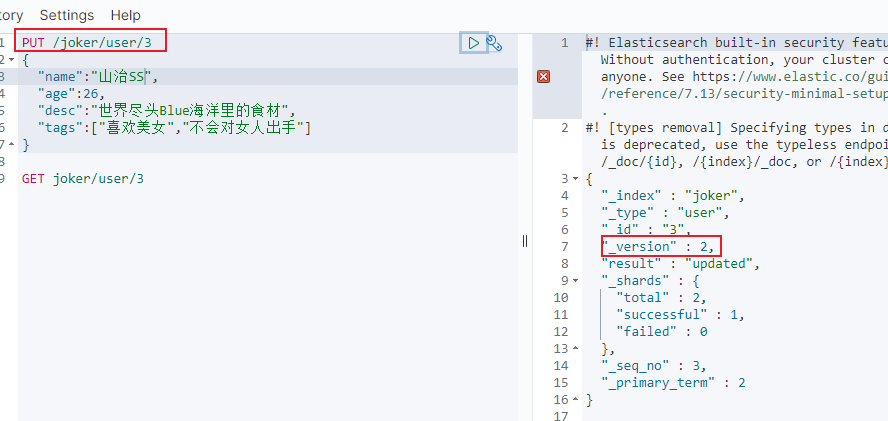 tory Settings Help
1 PUT /joker/user/3
2 {
3 "name":"山治SS",
4 "age":26,
5 "desc":"世界尽头Blue海洋里的食材",
6 "tags":["喜欢美女","不会对女人出手"]
7 }
8
9 GET joker/user/3
1 #! Elasticsearch built-in security featu
Without authentication, your cluster c
anyone. See https://www.elastic.co/gui
/reference/7.13/security-minimal-setup
.
2 #! [types removal] Specifying types in d
is deprecated, use the typeless endpoi
/_doc/{id}, /{index}/_doc, or /{index}
3 {
4 "_index" : "joker",
5 "_type" : "user",
6 "_id" : "3",
7 "_version" : 2,
8 "result" : "updated",
9 "_shards" : {
10 "total" : 2,
11 "successful" : 1,
12 "failed" : 0
13 },
14 "_seq_no" : 3,
15 "_primary_term" : 2
16 }
17